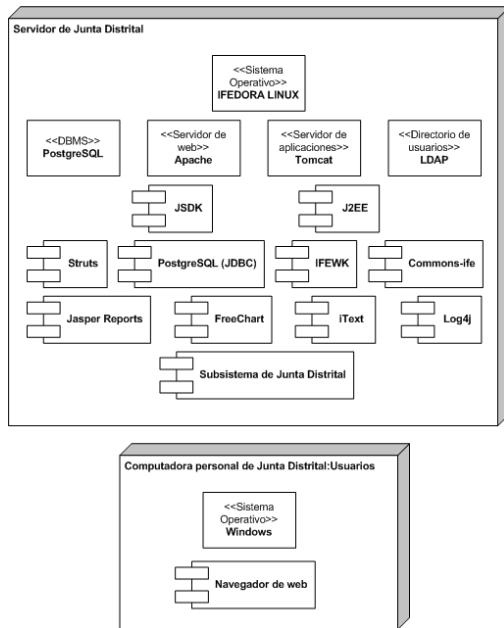 Servidor de Junta Distrital
<<Sistema
Operativo>>
IFEDORA LINUX
<<DBMS>>
PostgreSQL
<<Servidor de
web>>
Apache
<<Servidor de
aplicaciones>>
Tomcat
<<Directorio de
usuarios>>
LDAP
JSDK
J2EE
Struts
PostgreSQL (JDBC)
IFEWK
Commons-ife
Jasper Reports
FreeChart
iText
Log4j
Subsistema de Junta Distrital
Computadora personal de Junta Distrital:Usuarios
<<Sistema
Operativo>>
Windows
Navegador de web